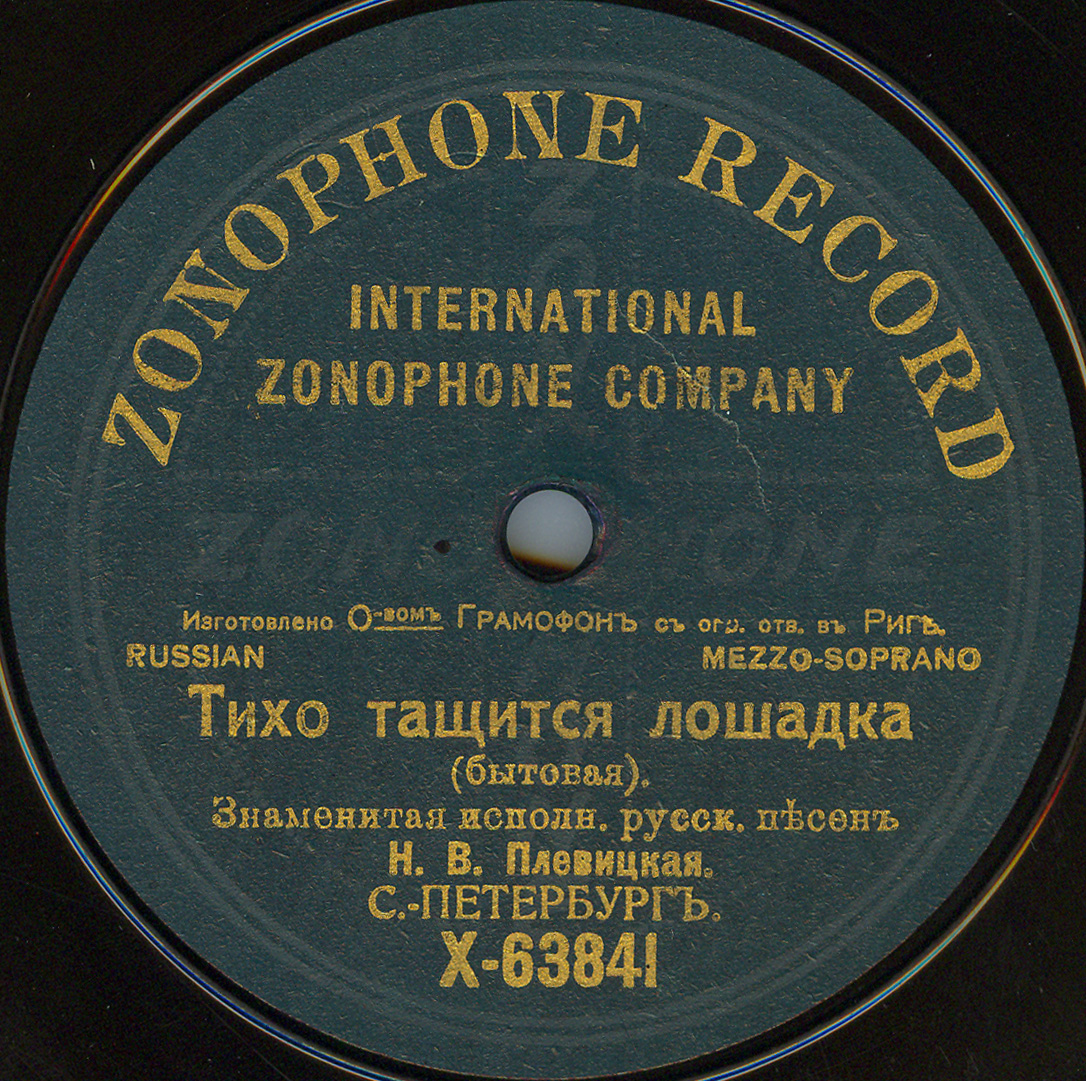 ZONOPHONE RECORD
INTERNATIONAL
ZONOPHONE COMPANY
ZONOPHONE
Изготовлено О-вомъ Грамофонъ съ огр. отв. въ Ригѣ.
RUSSIAN MEZZO-SOPRANO
Тихо тащится лошадка
(бытовая).
Знаменитая исполн. русск. пѣсенъ
Н. В. Плевицкая.
С.-ПЕТЕРБУРГЪ.
X-63841